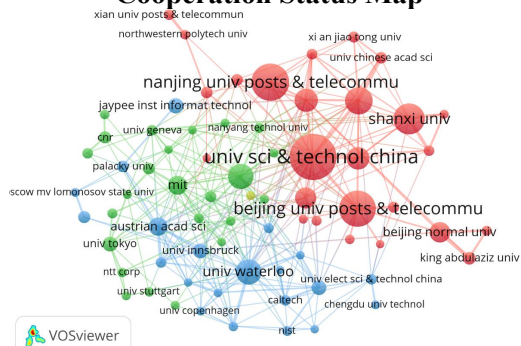 Cooperation Status Map
xian univ posts & telecommun
northwestern polytech univ
xi an jiao tong univ
univ chinese acad sci
nanjing univ posts & telecommu
jaypee inst informat technol
shanxi univ
univ geneva
nanyang technol univ
cnr
univ sci & technol china
palacky univ
mit
oscow mv lomonosov state univ
beijing univ posts & telecommu
austrian acad sci
beijing normal univ
univ tokyo
univ innsbruck
king abdulaziz univ
ntt corp
univ waterloo
univ elect sci & technol china
univ stuttgart
caltech
chengdu univ technol
univ copenhagen
nist
VOSviewer